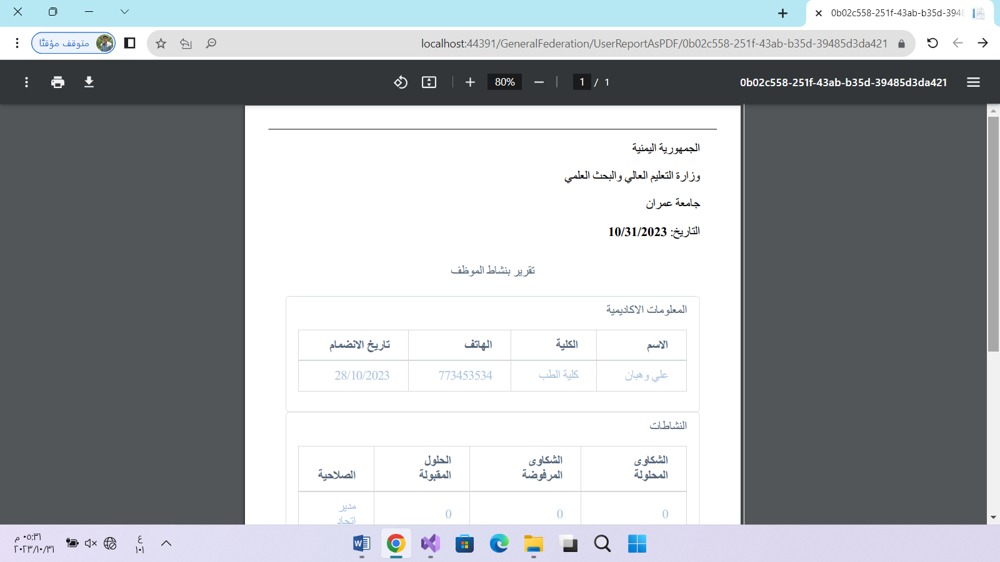 0b02c558-251f-43ab-b35d-3948
متوقف مؤقتًا
localhost:44391/GeneralFederation/UserReportAsPDF/0b02c558-251f-43ab-b35d-39485d3da421
80%
1 / 1
0b02c558-251f-43ab-b35d-39485d3da421
الجمهورية اليمنية
وزارة التعليم العالي والبحث العلمي
جامعة عمران
التاريخ: 10/31/2023
تقرير بنشاط الموظف
المعلومات الاكاديمية
الاسم الكلية الهاتف تاريخ الانضمام
علي وهبان كلية الطب 773453534 28/10/2023
النشاطات
الشكاوى المحلولة الشكاوى المرفوضة الحلول المقبولة الصلاحية
0 0 0 مدير اتحاد
ع
١٠١
٠٥:٣١ م
٢٠٢٣/١٠/٣١